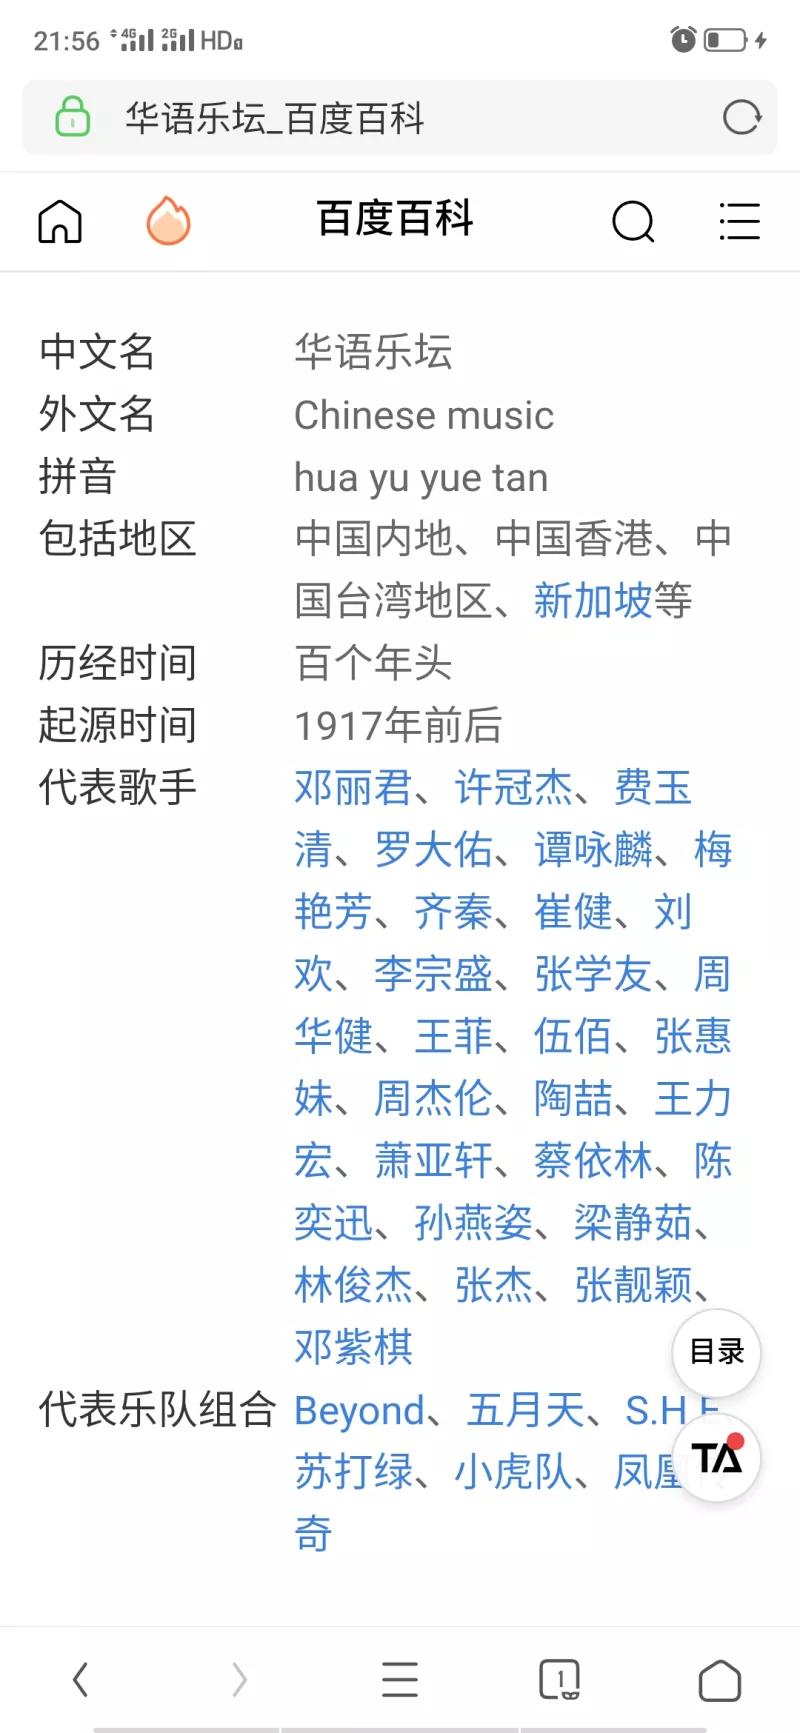 21:56 4G 2G HD
华语乐坛_百度百科
百度百科
中文名 华语乐坛
外文名 Chinese music
拼音 hua yu yue tan
包括地区 中国内地、中国香港、中
国台湾地区、新加坡等
历经时间 百个年头
起源时间 1917年前后
代表歌手 邓丽君、许冠杰、费玉
清、罗大佑、谭咏麟、梅
艳芳、齐秦、崔健、刘
欢、李宗盛、张学友、周
华健、王菲、伍佰、张惠
妹、周杰伦、陶喆、王力
宏、萧亚轩、蔡依林、陈
奕迅、孙燕姿、梁静茹、
林俊杰、张杰、张靓颖、
邓紫棋
目录
代表乐队组合 Beyond、五月天、S.H.E
苏打绿、小虎队、凤凰
奇
TA
1